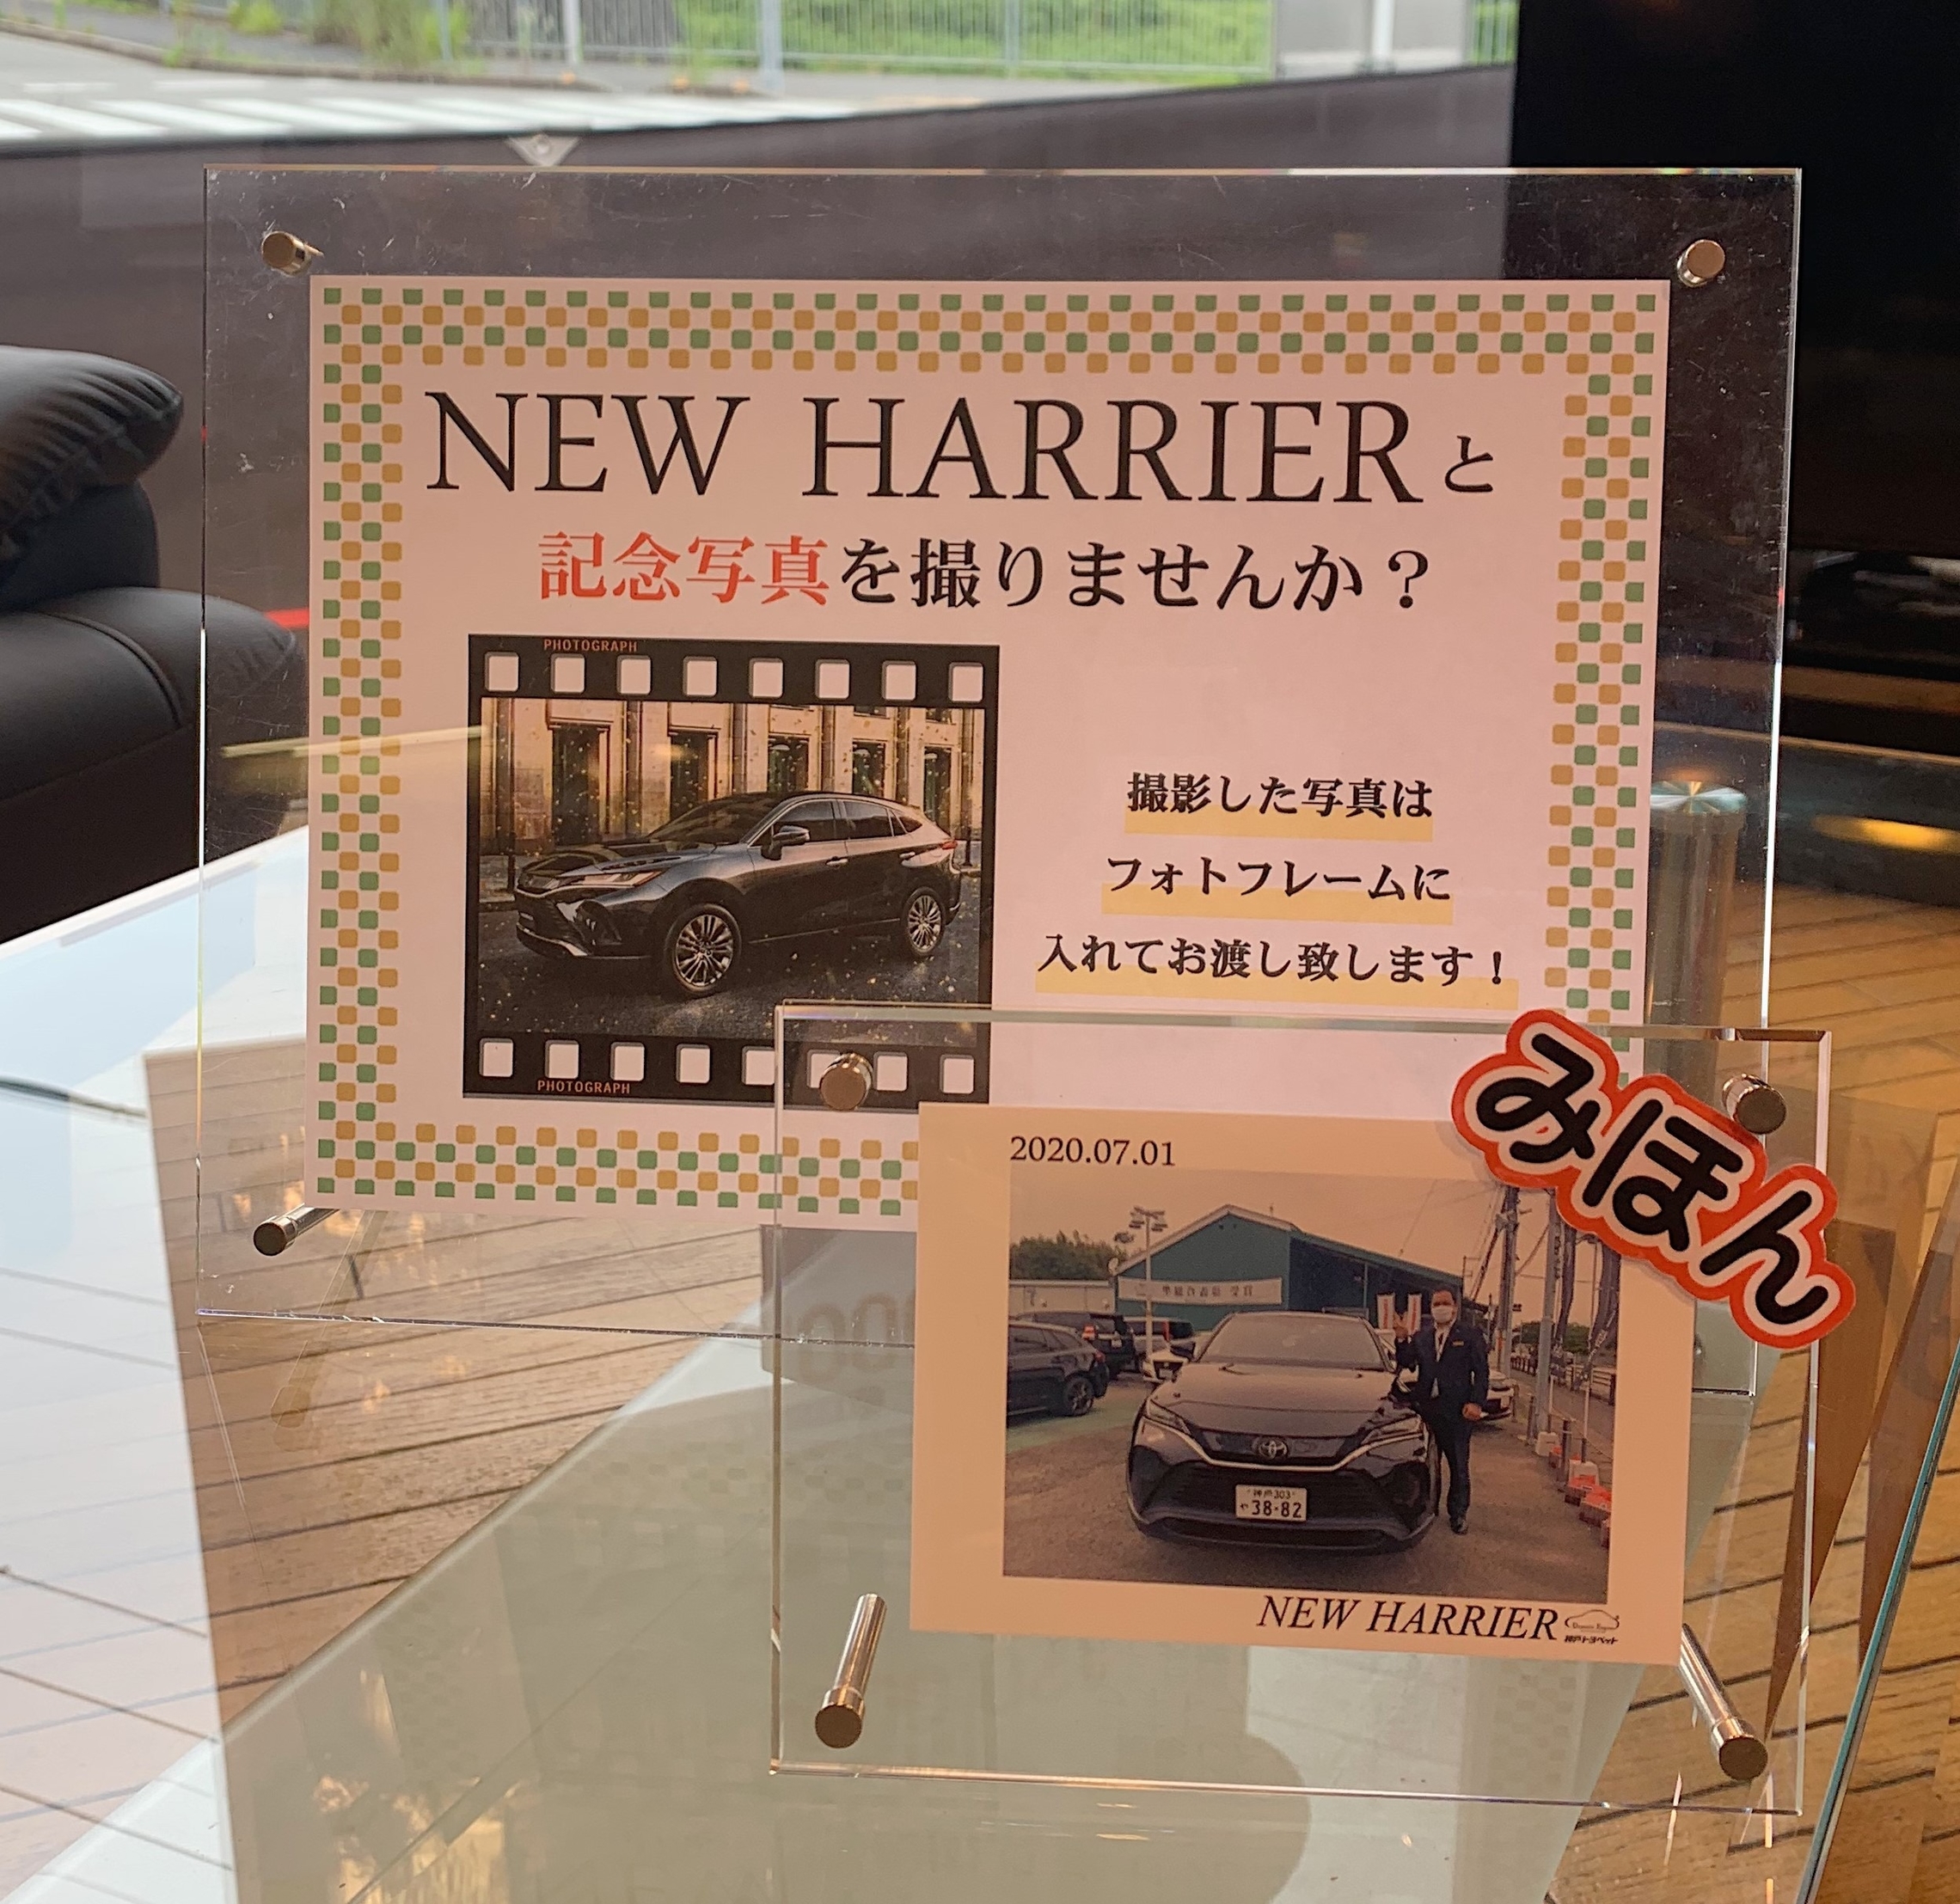 NEW HARRIERと
記念写真を撮りませんか？
PHOTOGRAPH
撮影した写真は
フォトフレームに
入れてお渡し致します！
PHOTOGRAPH
みほん
2020.07.01
神戸 303
や 38-82
NEW HARRIER
神戸トヨペット